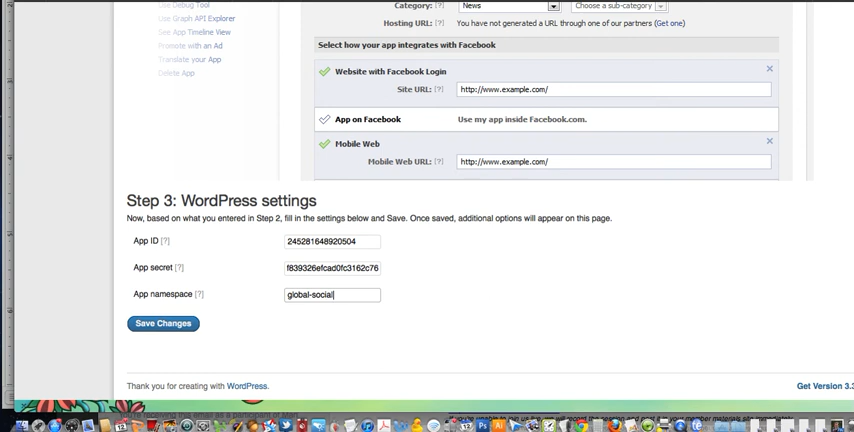 Use Debug Tool
Use Graph API Explorer
See App Timeline View
Promote with an Ad
Translate your App
Delete App
Category: [?] News Choose a sub-category
Hosting URL: [?] You have not generated a URL through one of our partners (Get one)
Select how your app integrates with Facebook
Website with Facebook Login
Site URL: [?] http://www.example.com/
App on Facebook Use my app inside Facebook.com.
Mobile Web
Mobile Web URL: [?] http://www.example.com/
Step 3: WordPress settings
Now, based on what you entered in Step 2, fill in the settings below and Save. Once saved, additional options will appear on this page.
App ID [?] 245281648920504
App secret [?] f839326efcad0fc3162c76
App namespace [?] global-social
Save Changes
Thank you for creating with WordPress. Get Version 3.3